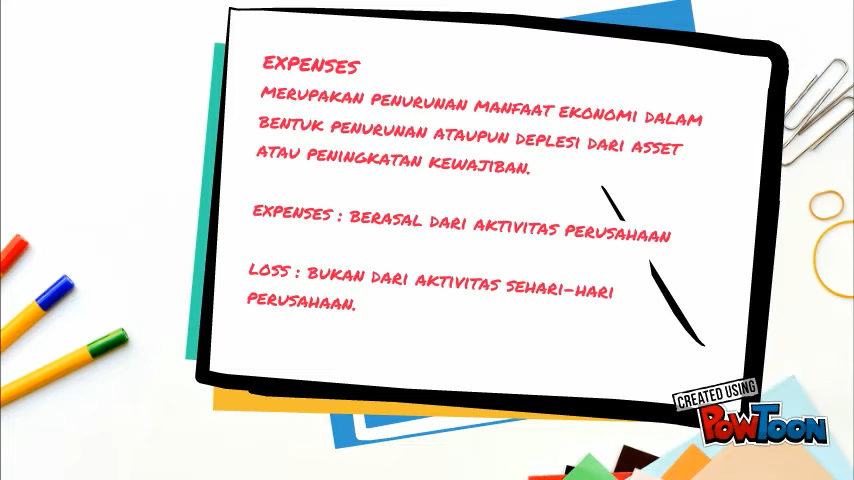 EXPENSES
MERUPAKAN PENURUNAN MANFAAT EKONOMI DALAM
BENTUK PENURUNAN ATAUPUN DEPLESI DARI ASSET
ATAU PENINGKATAN KEWAJIBAN.
EXPENSES : BERASAL DARI AKTIVITAS PERUSAHAAN
LOSS : BUKAN DARI AKTIVITAS SEHARI-HARI
PERUSAHAAN.
CREATED USING
POWTOON